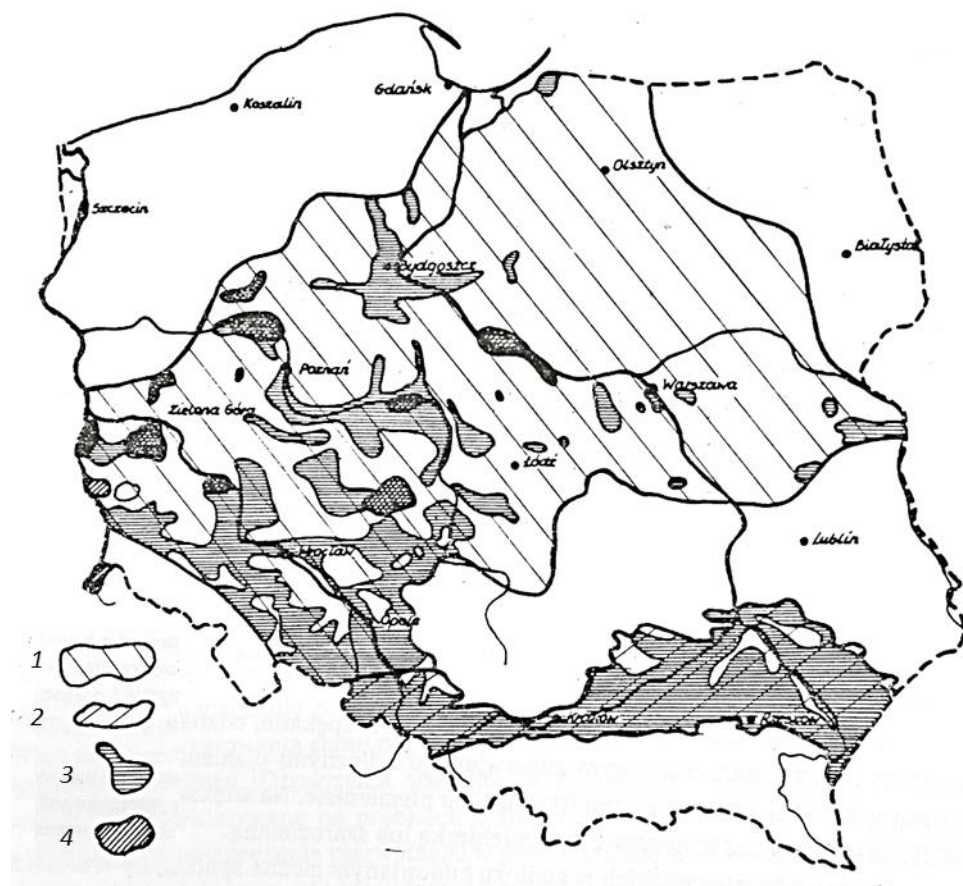 Koszalin
Gdańsk
Olsztyn
Szczecin
Białystok
Bydgoszcz
Poznań
Warszawa
Zielona Góra
Łódź
Wrocław
Lublin
Opole
Kraków
Rzeszów
1
2
3
4